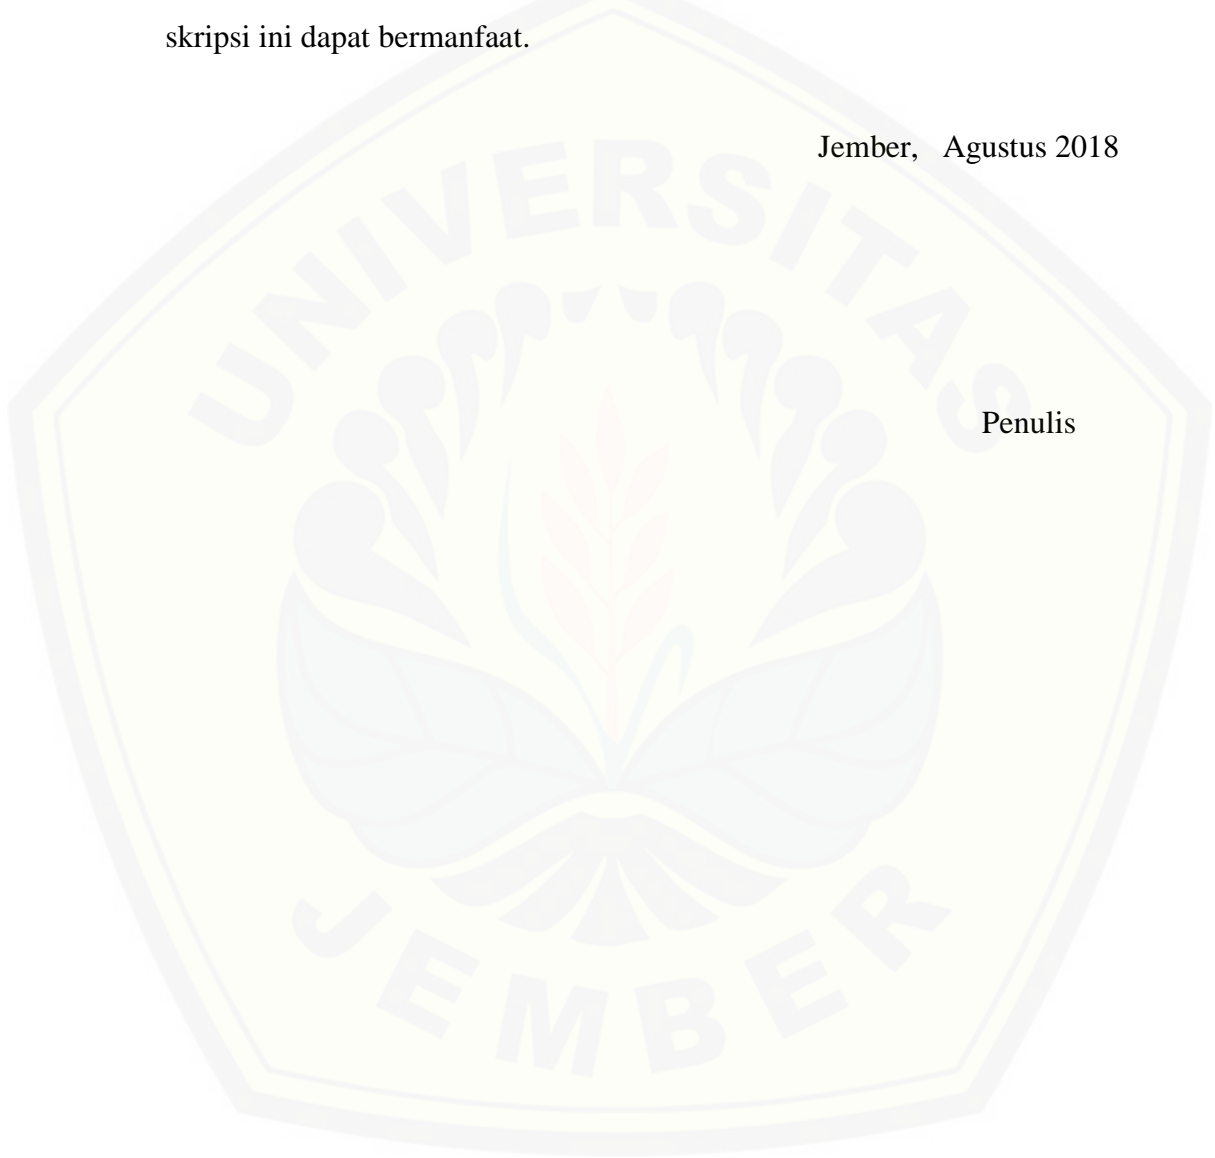 skripsi ini dapat bermanfaat.
Jember, Agustus 2018
UNIVERSITAS
Penulis
JEMBER